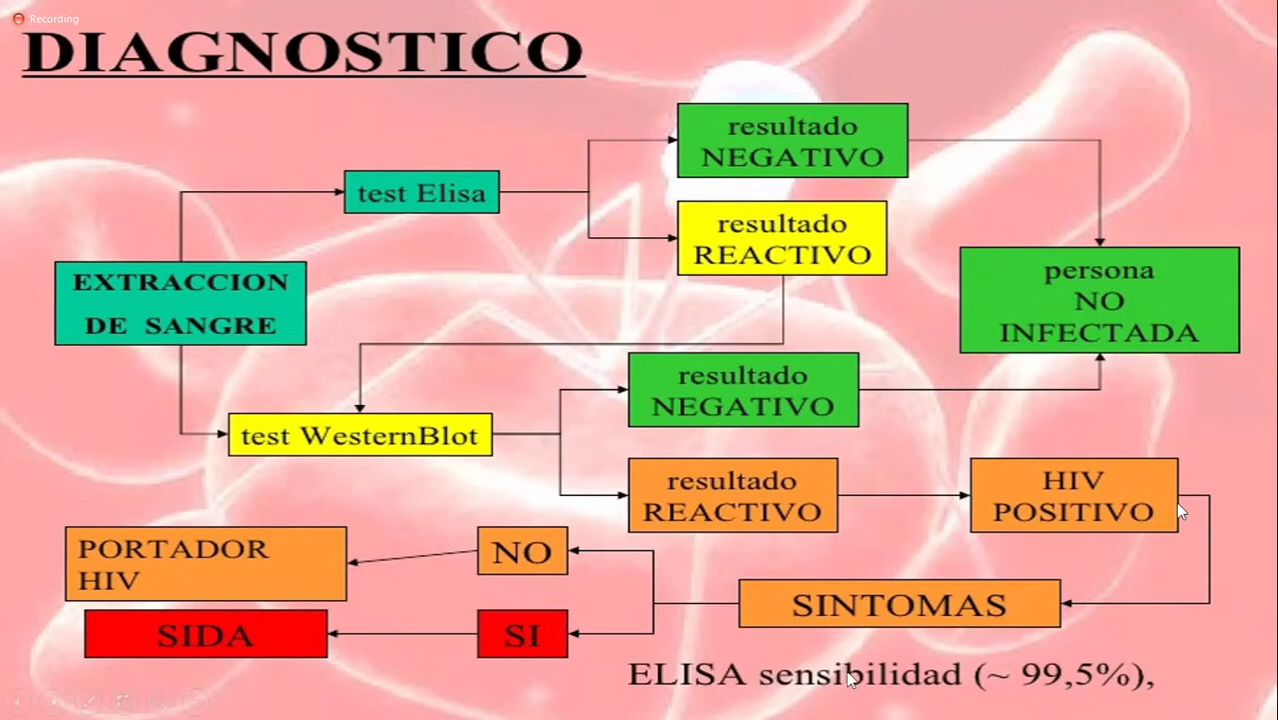 Recording
DIAGNOSTICO
resultado
NEGATIVO
test Elisa
resultado
REACTIVO
EXTRACCION
DE SANGRE
persona
NO
INFECTADA
resultado
NEGATIVO
test WesternBlot
resultado
REACTIVO
HIV
POSITIVO
PORTADOR
HIV
NO
SINTOMAS
SIDA
SI
ELISA sensibilidad (~ 99,5%),